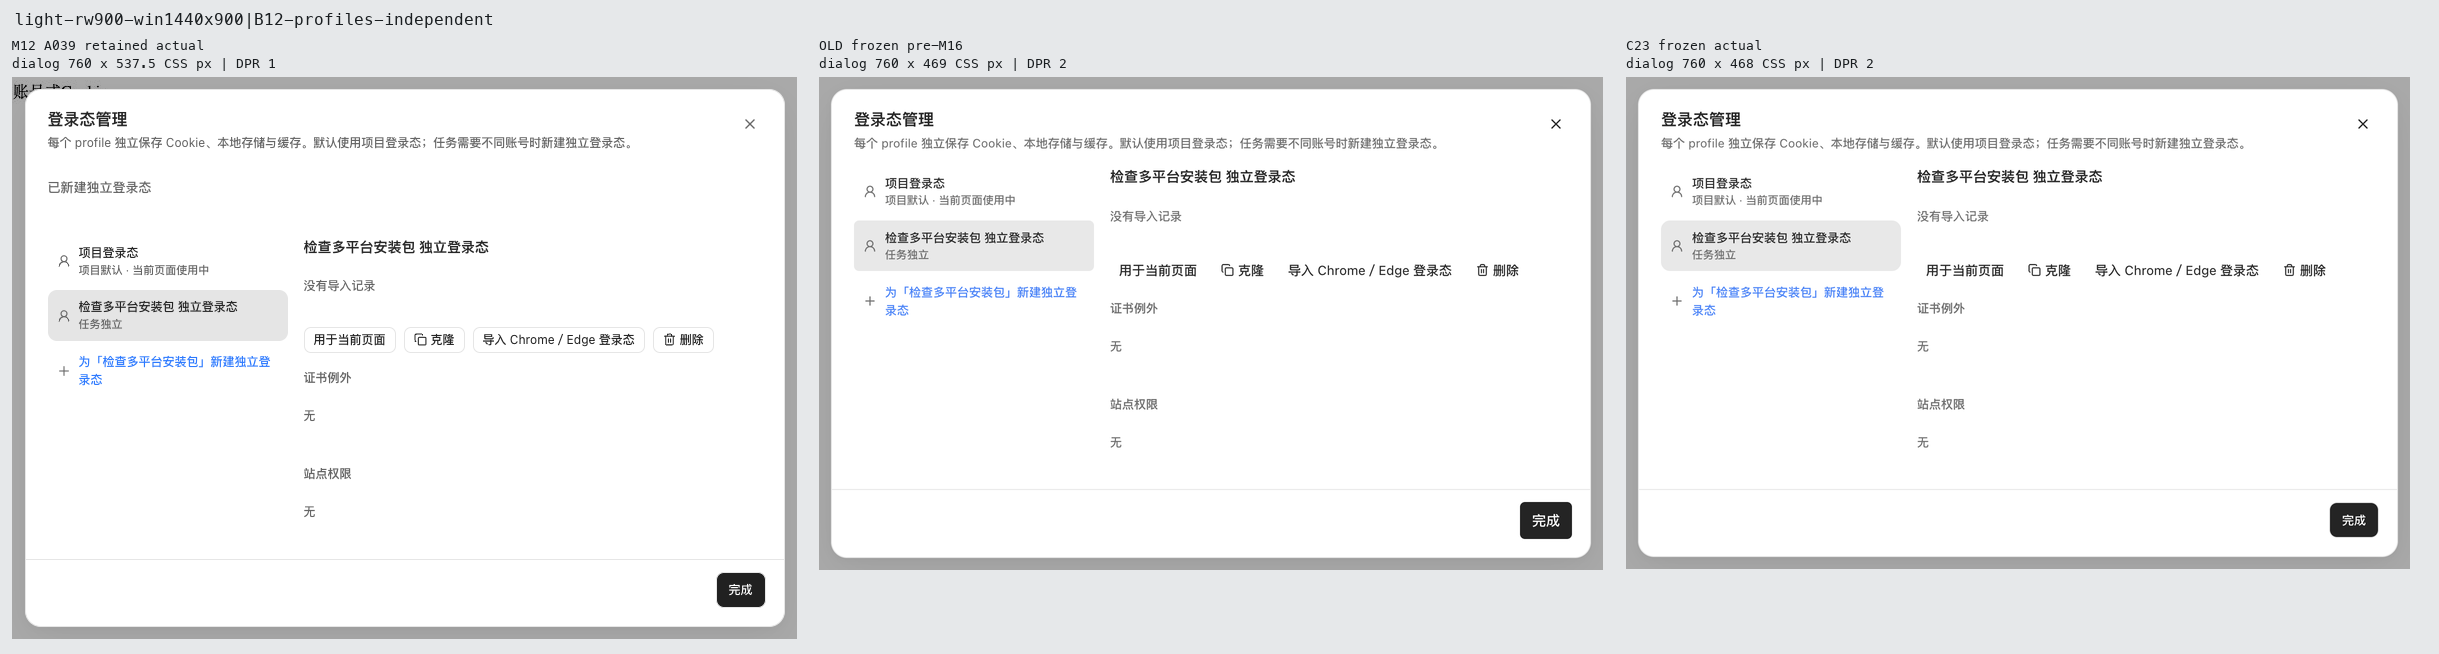 light-rw900-win1440x900|B12-profiles-independent
M12 A039 retained actual
dialog 760 x 537.5 CSS px | DPR 1
登录态管理
每个 profile 独立保存 Cookie、本地存储与缓存。默认使用项目登录态；任务需要不同账号时新建独立登录态。
已新建独立登录态
项目登录态
项目默认 · 当前页面使用中
检查多平台安装包 独立登录态
任务独立
为「检查多平台安装包」新建独立登
录态
检查多平台安装包 独立登录态
没有导入记录
用于当前页面 克隆 导入 Chrome / Edge 登录态 删除
证书例外
无
站点权限
无
完成
OLD frozen pre-M16
dialog 760 x 469 CSS px | DPR 2
登录态管理
每个 profile 独立保存 Cookie、本地存储与缓存。默认使用项目登录态；任务需要不同账号时新建独立登录态。
项目登录态
项目默认 · 当前页面使用中
检查多平台安装包 独立登录态
任务独立
为「检查多平台安装包」新建独立登
录态
检查多平台安装包 独立登录态
没有导入记录
用于当前页面 克隆 导入 Chrome / Edge 登录态 删除
证书例外
无
站点权限
无
完成
C23 frozen actual
dialog 760 x 468 CSS px | DPR 2
登录态管理
每个 profile 独立保存 Cookie、本地存储与缓存。默认使用项目登录态；任务需要不同账号时新建独立登录态。
项目登录态
项目默认 · 当前页面使用中
检查多平台安装包 独立登录态
任务独立
为「检查多平台安装包」新建独立登
录态
检查多平台安装包 独立登录态
没有导入记录
用于当前页面 克隆 导入 Chrome / Edge 登录态 删除
证书例外
无
站点权限
无
完成